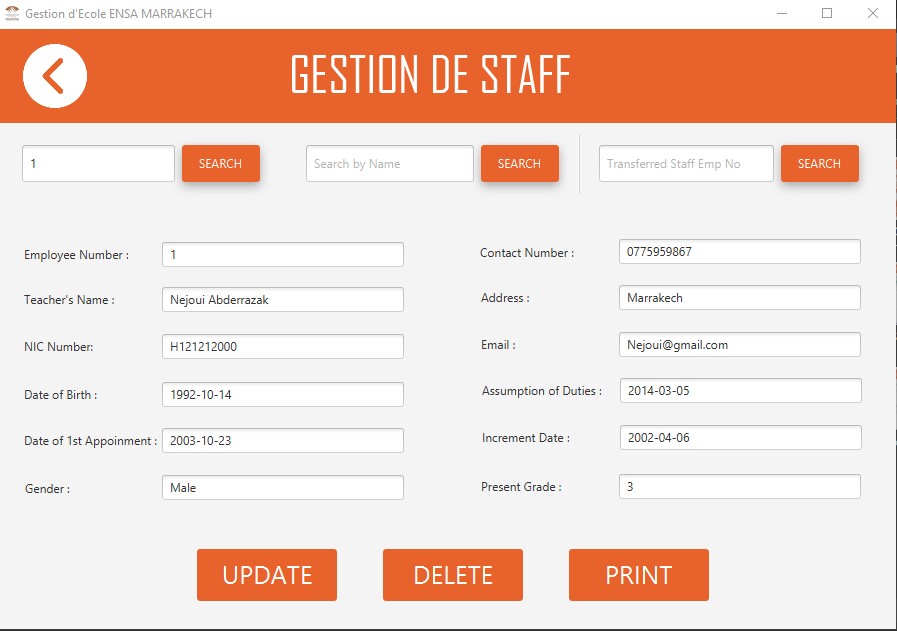 Gestion d'Ecole ENSA MARRAKECH
GESTION DE STAFF
1 SEARCH Search by Name SEARCH Transferred Staff Emp No SEARCH
Employee Number : 1 Contact Number : 0775959867
Teacher's Name : Nejoui Abderrazak Address : Marrakech
NIC Number: H121212000 Email : Nejoui@gmail.com
Date of Birth : 1992-10-14 Assumption of Duties : 2014-03-05
Date of 1st Appoinment : 2003-10-23 Increment Date : 2002-04-06
Gender : Male Present Grade : 3
UPDATE DELETE PRINT